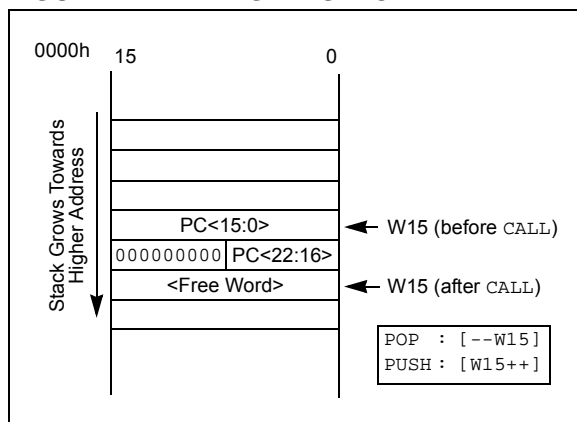 0000h
15 0
Stack Grows Towards
Higher Address
PC<15:0>
W15 (before CALL)
000000000 PC<22:16>
<Free Word>
W15 (after CALL)
POP : [--W15]
PUSH : [W15++]